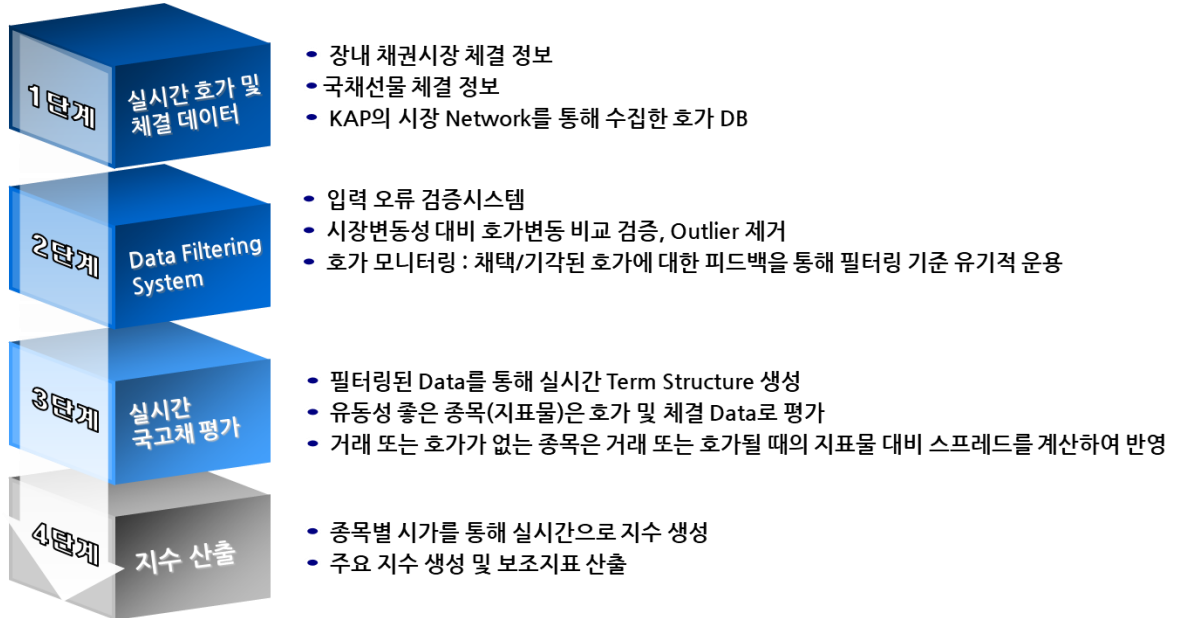 1단계
실시간 호가 및
체결 데이터
• 장내 채권시장 체결 정보
• 국채선물 체결 정보
• KAP의 시장 Network를 통해 수집한 호가 DB
2단계
Data Filtering
System
• 입력 오류 검증시스템
• 시장변동성 대비 호가변동 비교 검증, Outlier 제거
• 호가 모니터링 : 채택/기각된 호가에 대한 피드백을 통해 필터링 기준 유기적 운용
3단계
실시간
국고채 평가
• 필터링된 Data를 통해 실시간 Term Structure 생성
• 유동성 좋은 종목(지표물)은 호가 및 체결 Data로 평가
• 거래 또는 호가가 없는 종목은 거래 또는 호가될 때의 지표물 대비 스프레드를 계산하여 반영
4단계
지수 산출
• 종목별 시가를 통해 실시간으로 지수 생성
• 주요 지수 생성 및 보조지표 산출